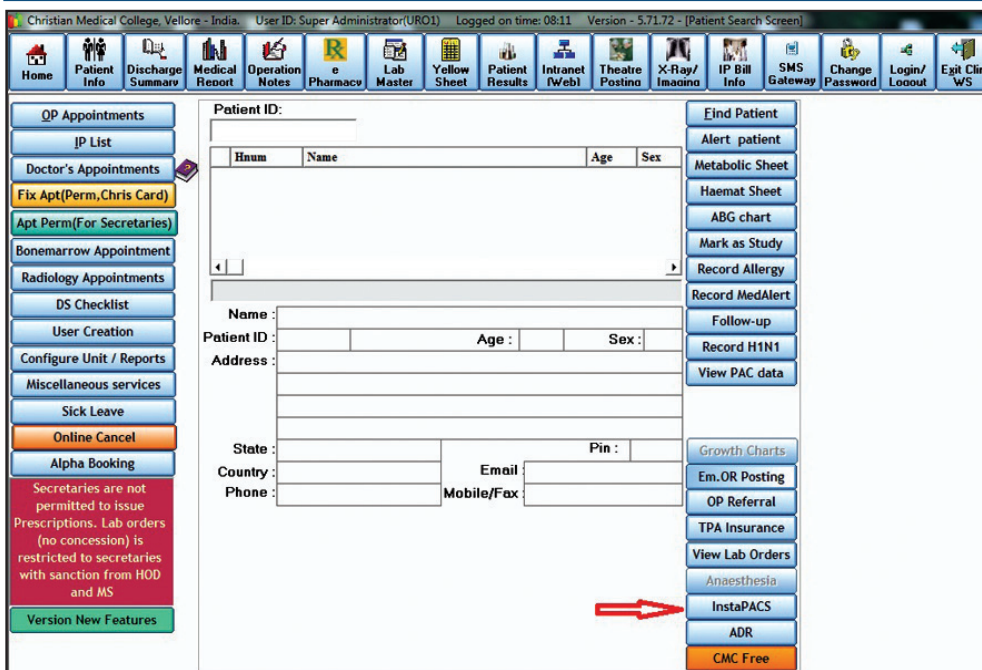 Christian Medical College, Vellore - India. User ID: Super Administrator(URO1) Logged on time: 08:11 Version - 5.71.72 - [Patient Search Screen]
Home
Patient
Info
Discharge
Summary
Medical
Report
Operation
Notes
e
Pharmacy
Lab
Master
Yellow
Sheet
Patient
Results
Intranet
(Web)
Theatre
Posting
X-Ray/
Imaging
IP Bill
Info
SMS
Gateway
Change
Password
Login/
Logout
Exit Clin
WS
OP Appointments
IP List
Doctor's Appointments
Fix Apt(Perm,Chris Card)
Apt Perm(For Secretaries)
Bonemarrow Appointment
Radiology Appointments
DS Checklist
User Creation
Configure Unit / Reports
Miscellaneous services
Sick Leave
Online Cancel
Alpha Booking
Secretaries are not
permitted to issue
Prescriptions. Lab orders
(no concession) is
restricted to secretaries
with sanction from HOD
and MS
Version New Features
Patient ID:
Hnum Name Age Sex
Name :
Patient ID : Age : Sex :
Address :
State : Pin :
Country : Email :
Phone : Mobile/Fax :
Find Patient
Alert patient
Metabolic Sheet
Haemat Sheet
ABG chart
Mark as Study
Record Allergy
Record MedAlert
Follow-up
Record H1N1
View PAC data
Growth Charts
Em.OR Posting
OP Referral
TPA Insurance
View Lab Orders
Anaesthesia
InstaPACS
ADR
CMC Free